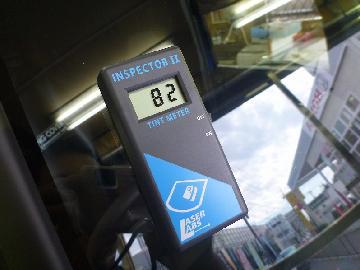 INSPECTOR II
82
TINT METER
LASER
LABS